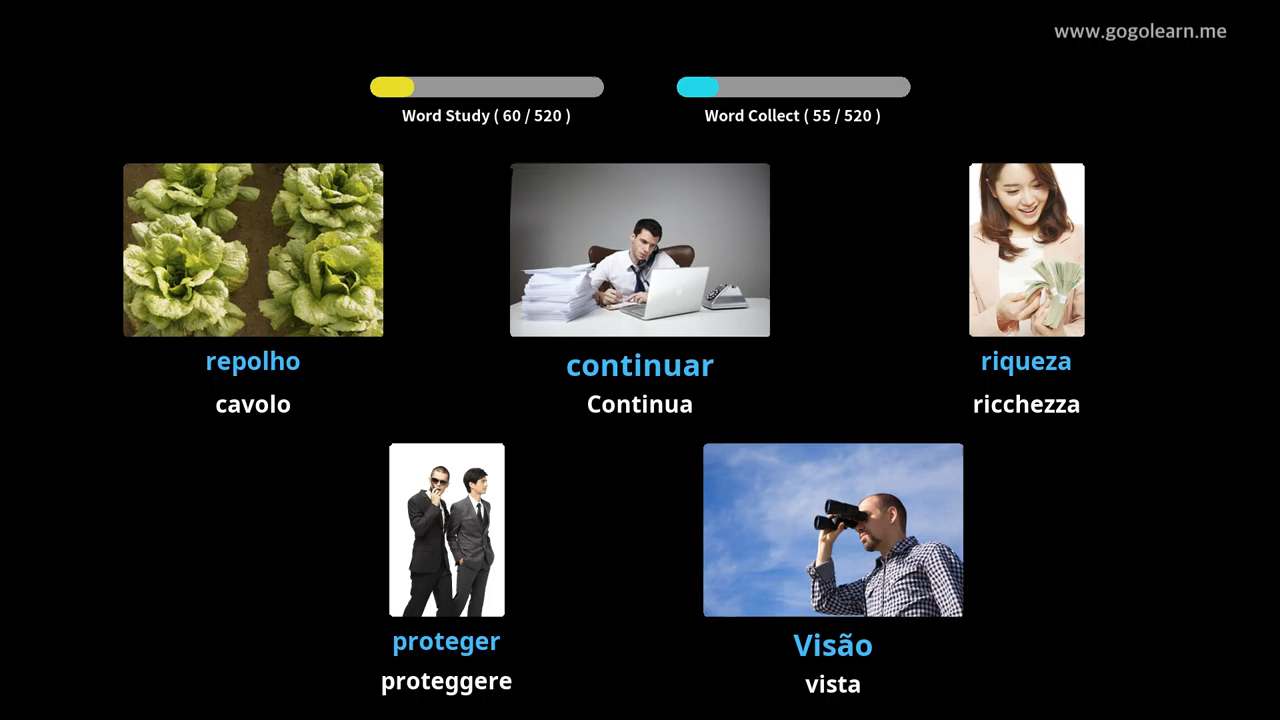 www.gogolearn.me
Word Study ( 60 / 520 )
Word Collect ( 55 / 520 )
repolho
cavolo
continuar
Continua
riqueza
ricchezza
proteger
proteggere
Visão
vista